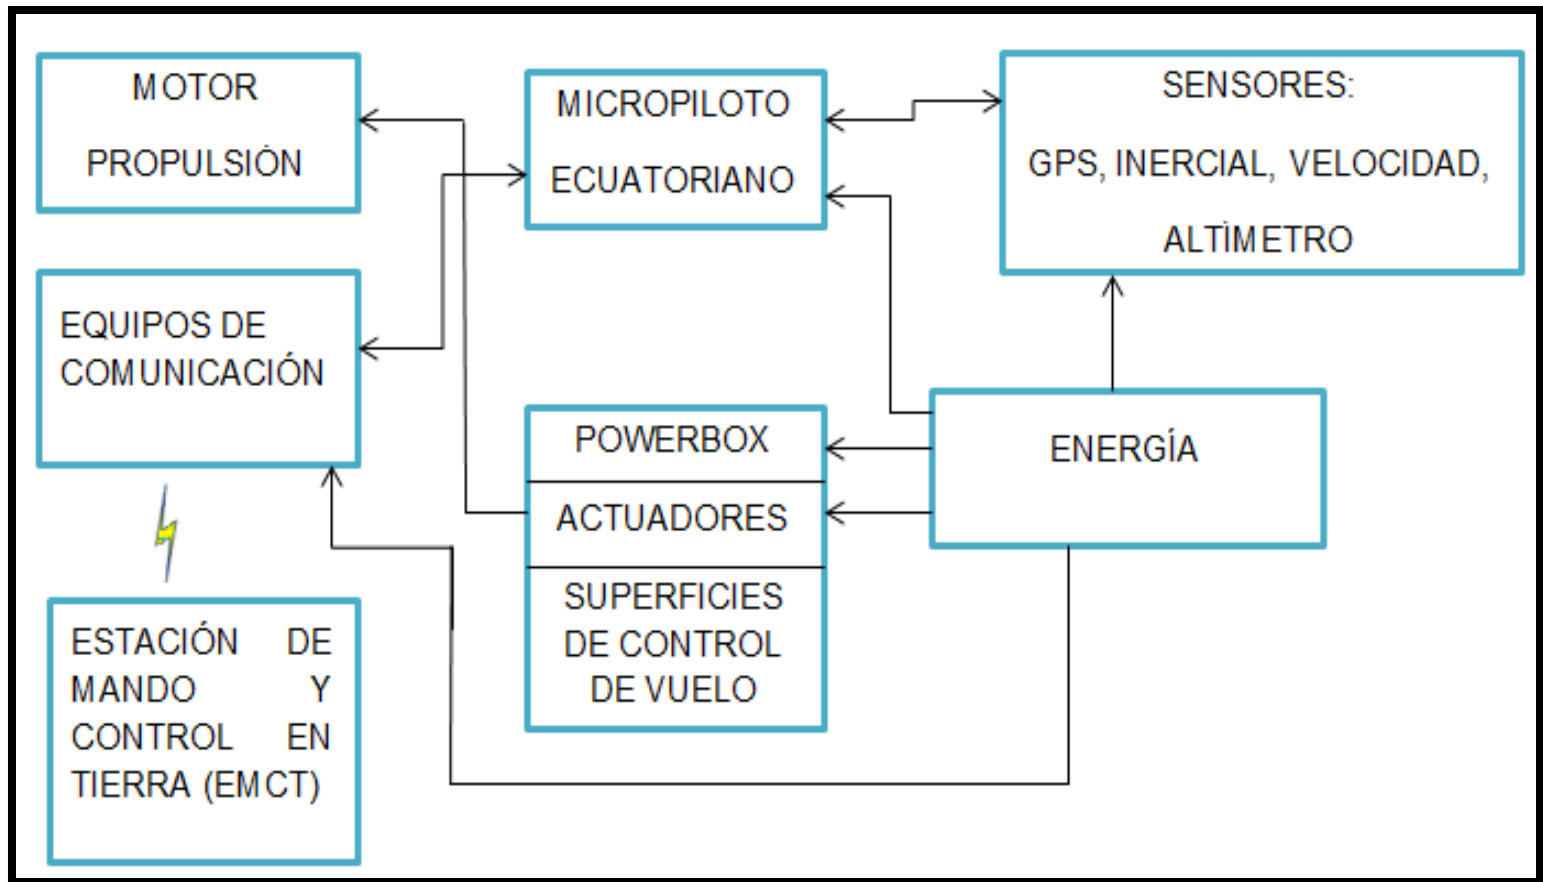 MOTOR
PROPULSIÓN
MICROPILOTO
ECUATORIANO
SENSORES:
GPS, INERCIAL, VELOCIDAD,
ALTÍMETRO
EQUIPOS DE
COMUNICACIÓN
POWERBOX
ACTUADORES
SUPERFICIES
DE CONTROL
DE VUELO
ENERGÍA
ESTACIÓN DE
MANDO Y
CONTROL EN
TIERRA (EMCT)